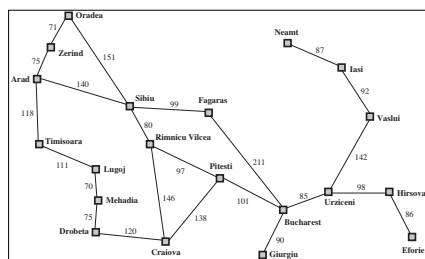 Oradea
71
Neamt
87
Zerind
151
Iasi
75
Arad
140
92
Sibiu
99
Fagaras
118
Vaslui
80
Rimnicu Vilcea
Timisoara
142
111
Pitesti
211
Lugoj
97
70
98
Hirsova
85
146
101
Urziceni
Mehadia
138
86
75
Bucharest
120
Drobeta
90
Craiova
Eforie
Giurgiu